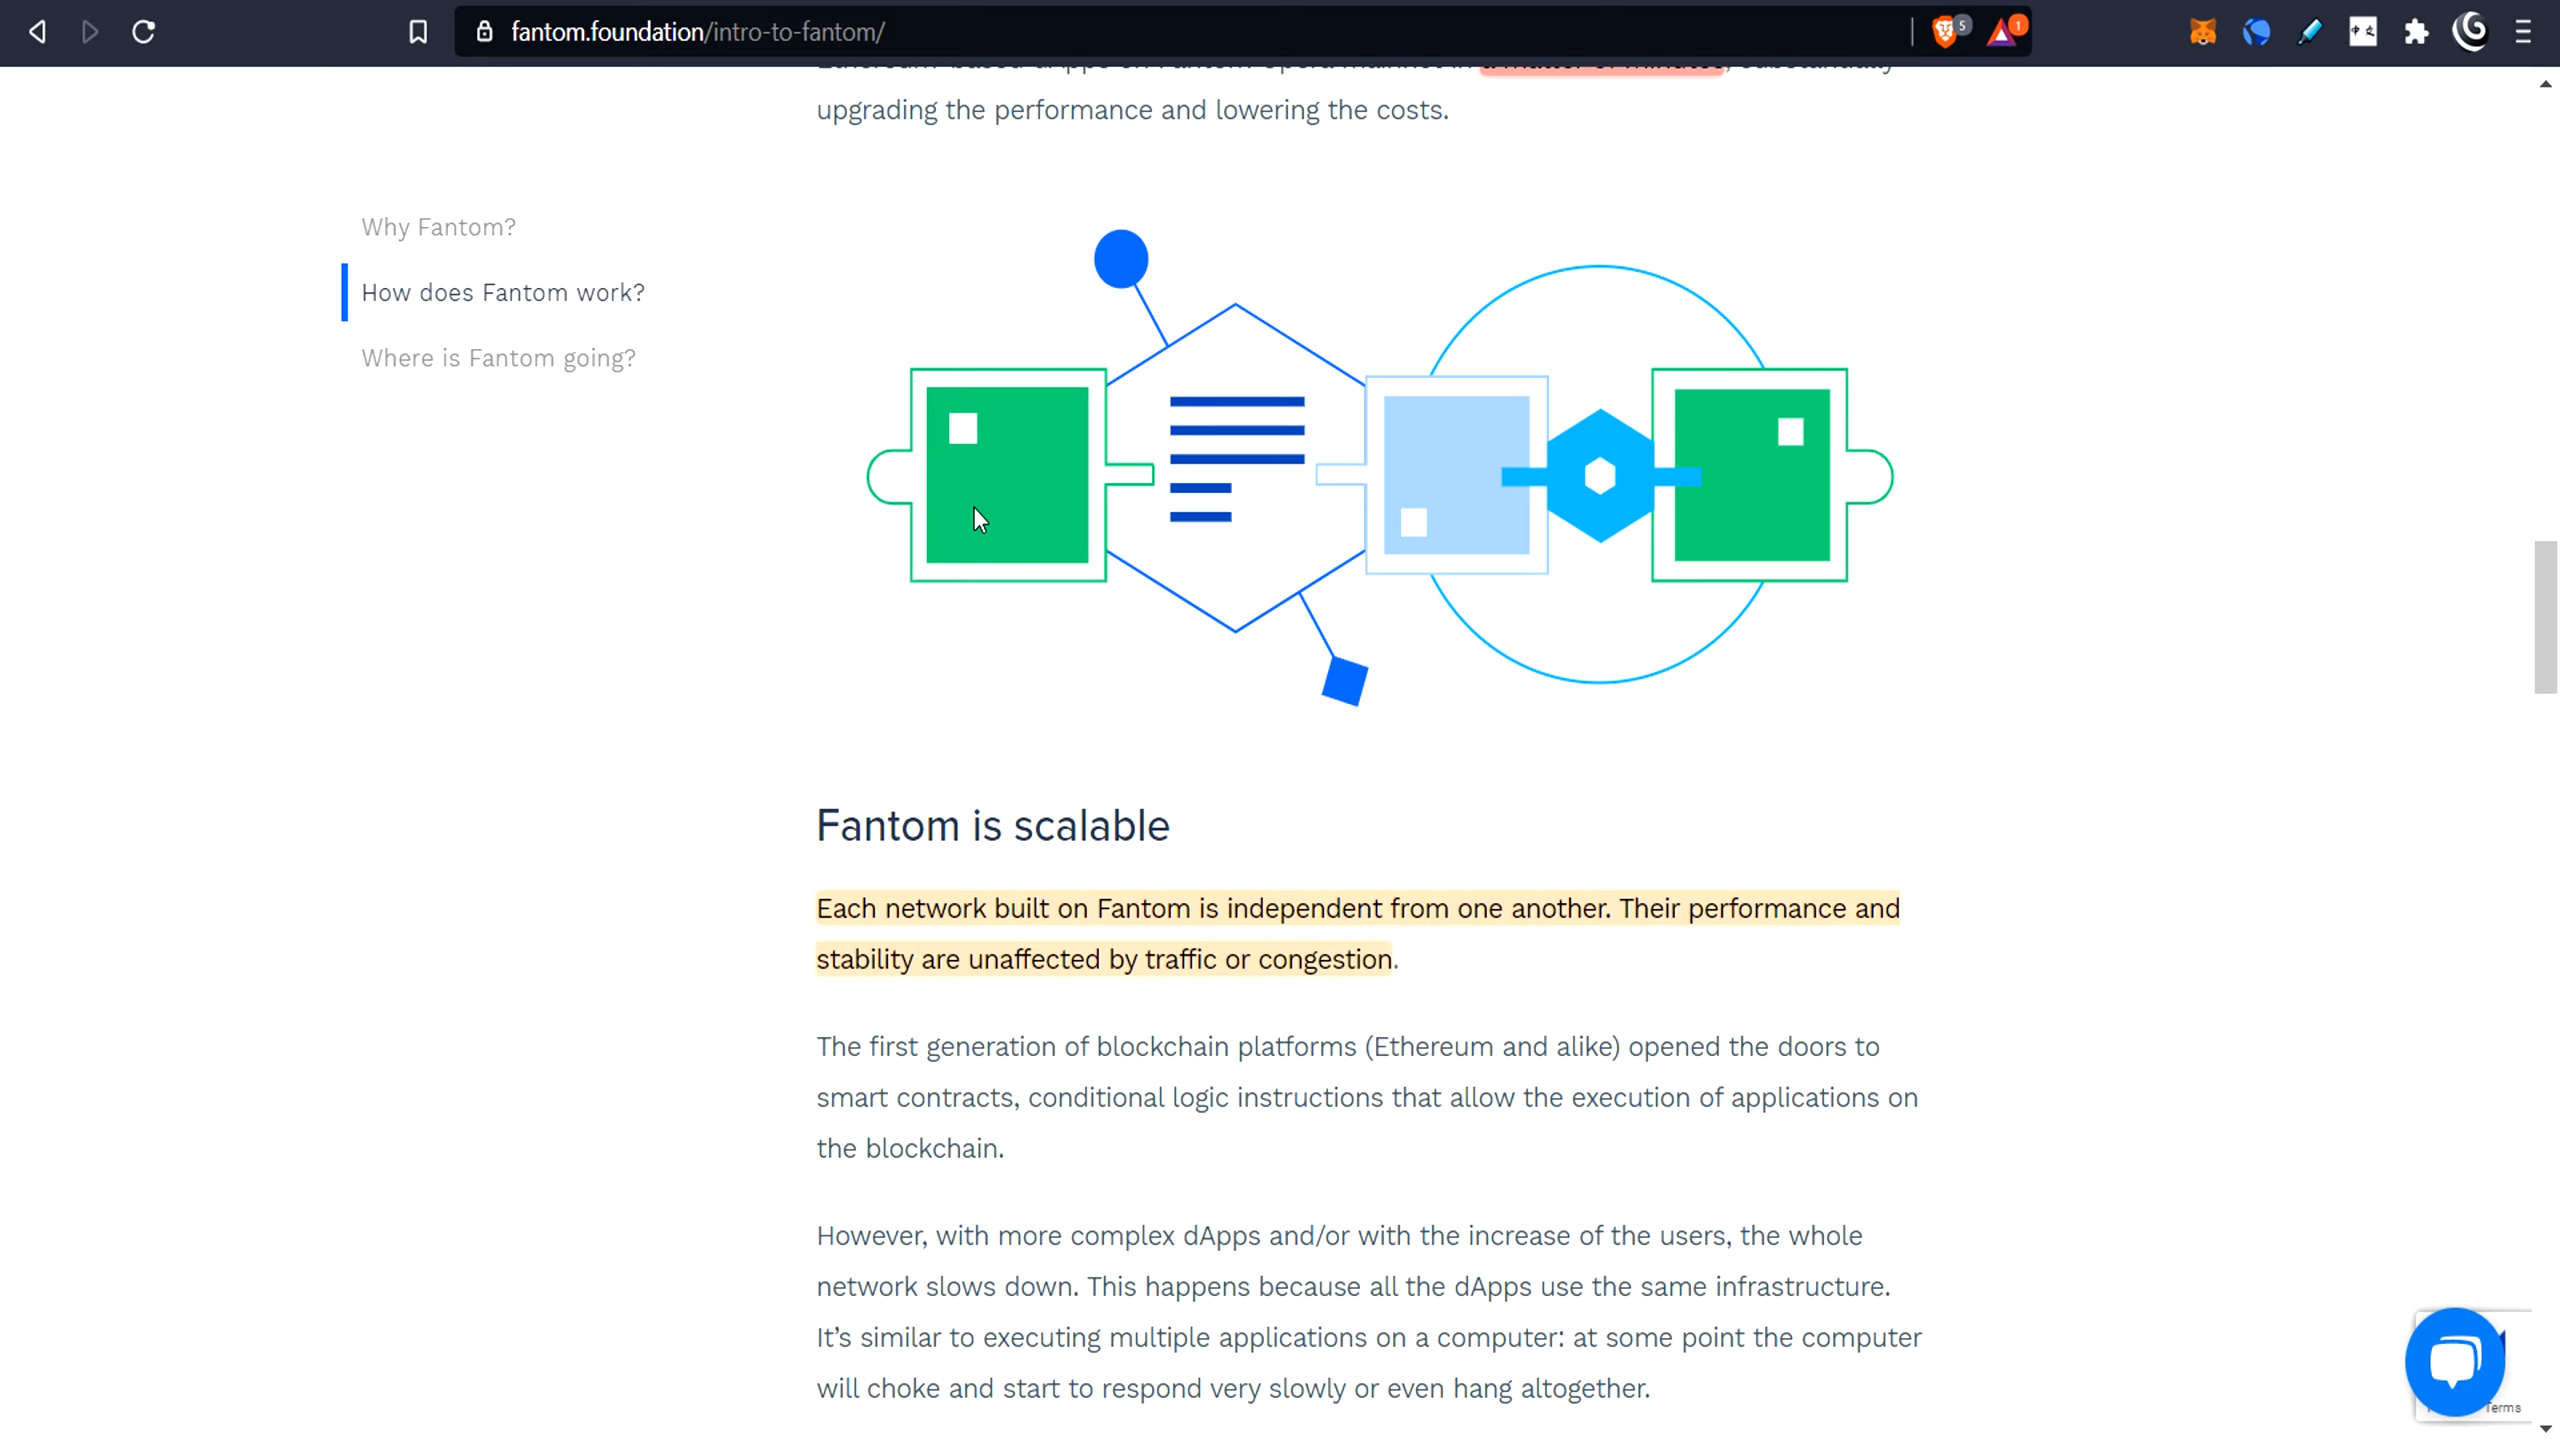 fantom.foundation/intro-to-fantom/
5
1
upgrading the performance and lowering the costs.
Why Fantom?
How does Fantom work?
Where is Fantom going?
Fantom is scalable
Each network built on Fantom is independent from one another. Their performance and
stability are unaffected by traffic or congestion.
The first generation of blockchain platforms (Ethereum and alike) opened the doors to
smart contracts, conditional logic instructions that allow the execution of applications on
the blockchain.
However, with more complex dApps and/or with the increase of the users, the whole
network slows down. This happens because all the dApps use the same infrastructure.
It’s similar to executing multiple applications on a computer: at some point the computer
will choke and start to respond very slowly or even hang altogether.
Terms